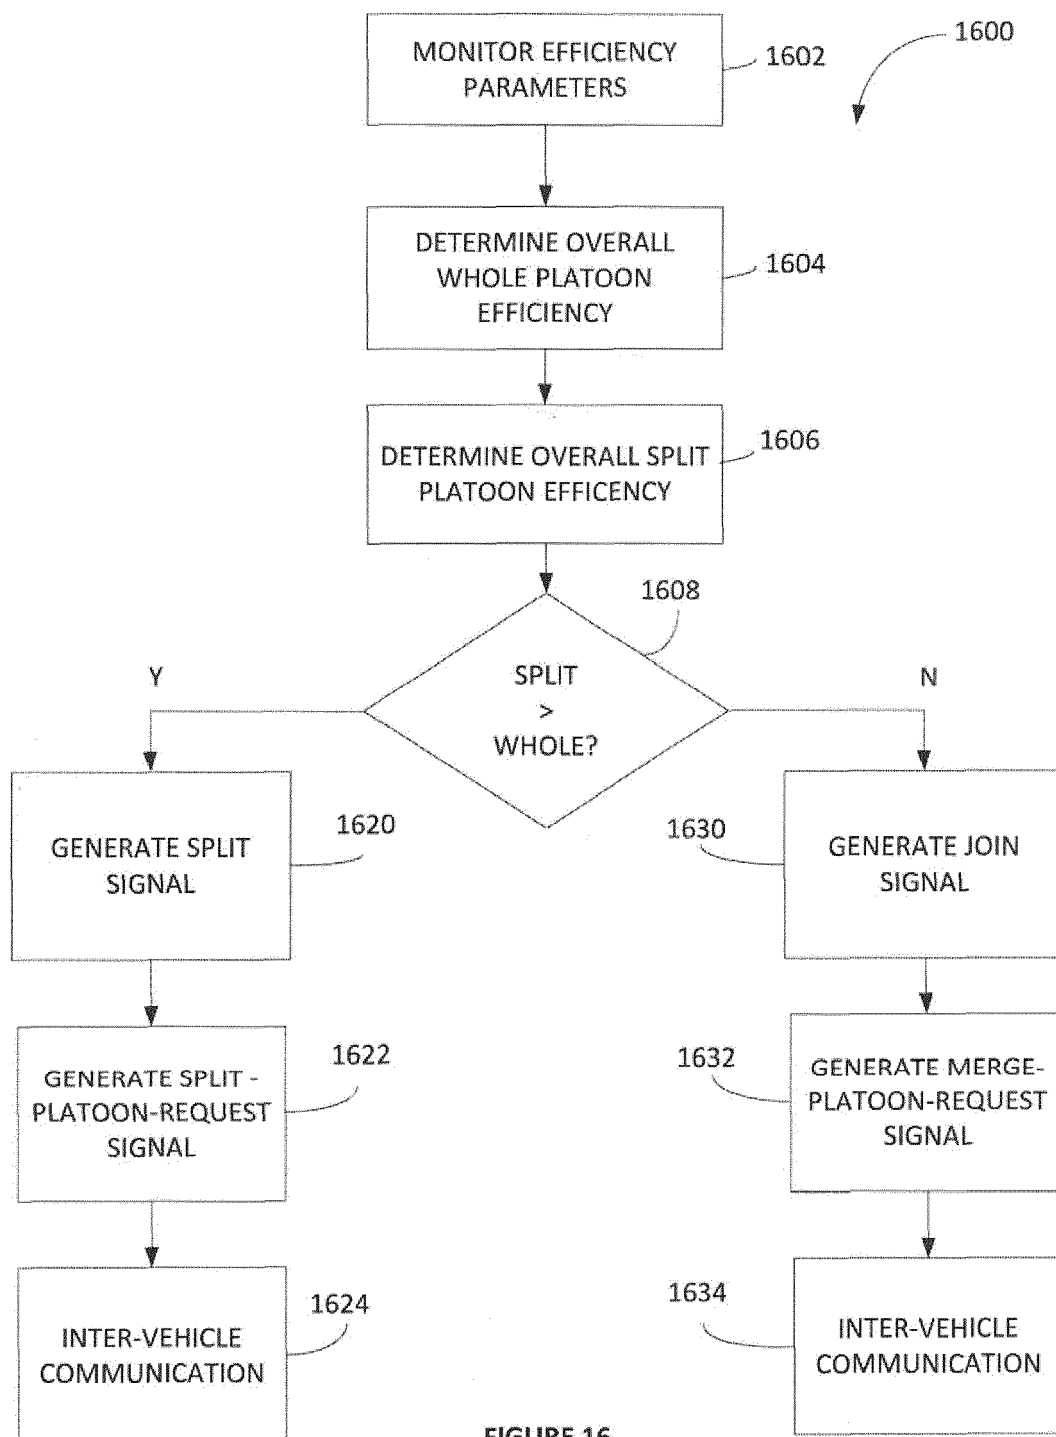 MONITOR EFFICIENCY
PARAMETERS
1602
1600
DETERMINE OVERALL
WHOLE PLATOON
EFFICIENCY
1604
DETERMINE OVERALL SPLIT
PLATOON EFFICENCY
1606
1608
SPLIT
>
WHOLE?
Y
N
GENERATE SPLIT
SIGNAL
1620
1630
GENERATE JOIN
SIGNAL
GENERATE SPLIT -
PLATOON-REQUEST
SIGNAL
1622
1632
GENERATE MERGE-
PLATOON-REQUEST
SIGNAL
INTER-VEHICLE
COMMUNICATION
1624
1634
INTER-VEHICLE
COMMUNICATION
FIGURE 16